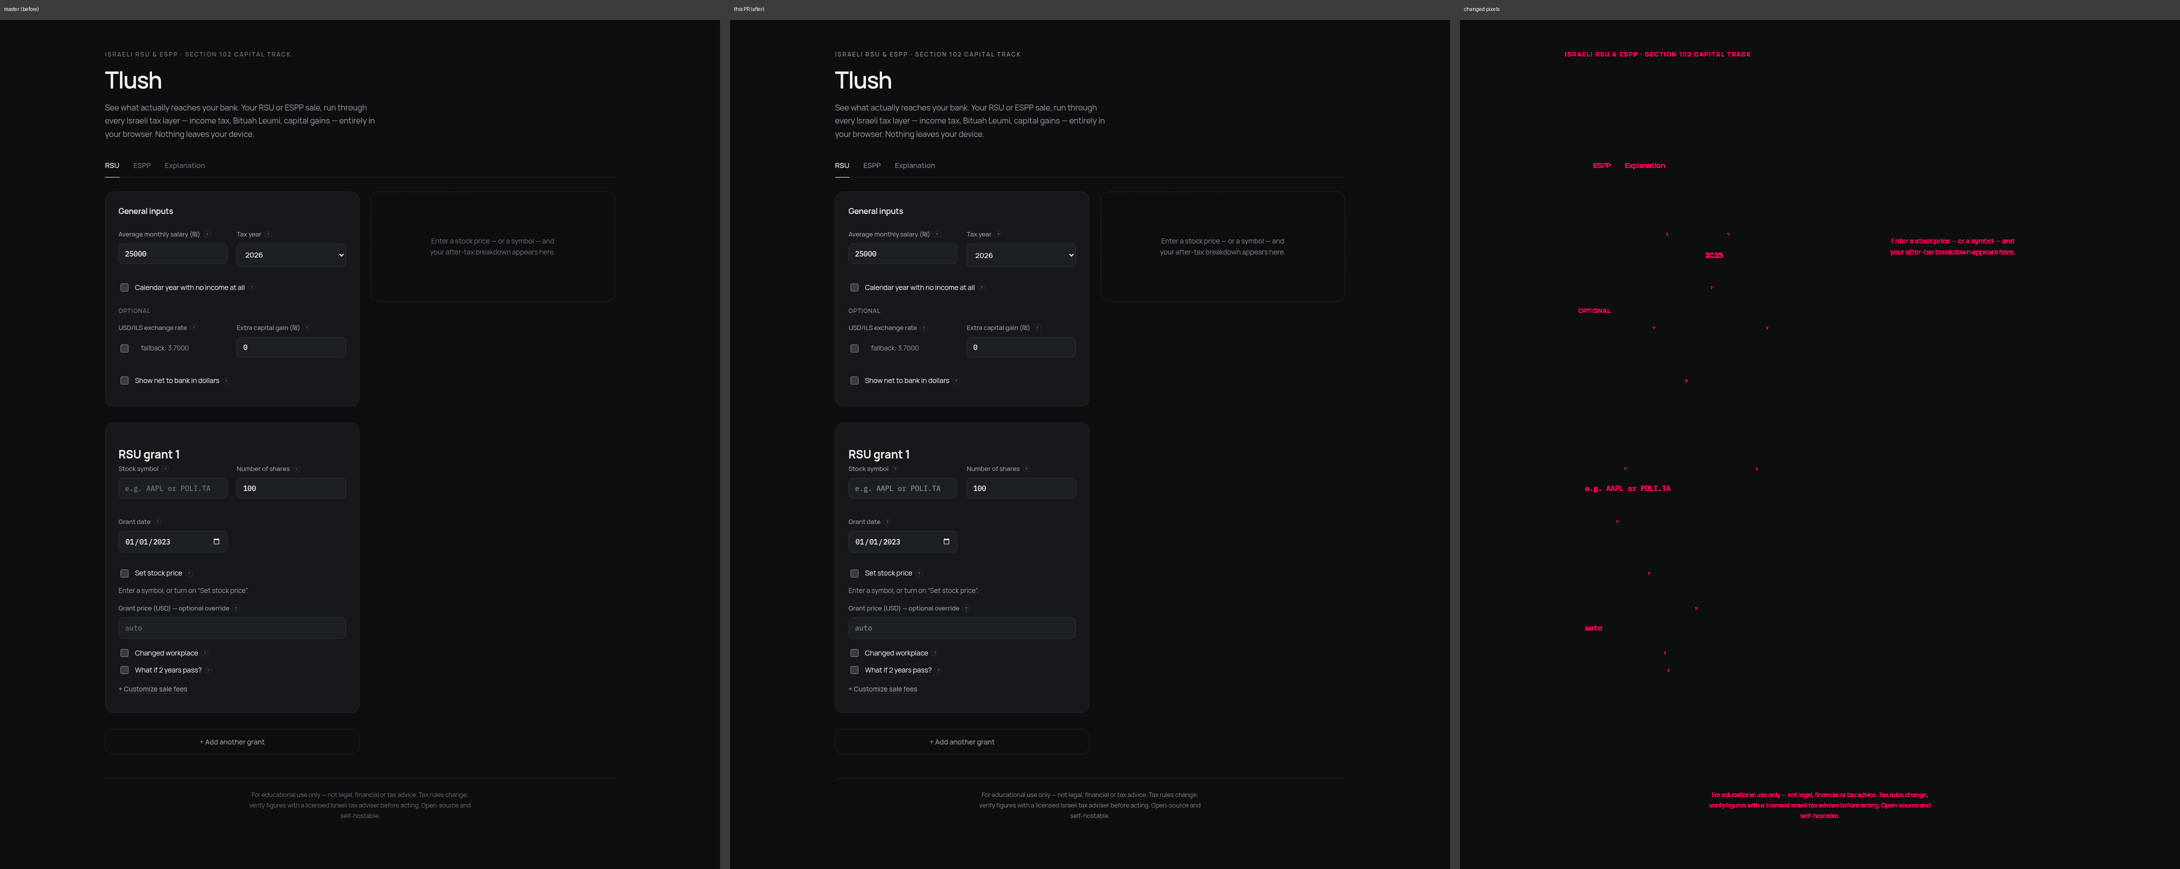 master (before)
ISRAELI RSU & ESPP · SECTION 102 CAPITAL TRACK
Tlush
See what actually reaches your bank. Your RSU or ESPP sale, run through
every Israeli tax layer — income tax, Bituah Leumi, capital gains — entirely in
your browser. Nothing leaves your device.
RSU ESPP Explanation
General inputs
Average monthly salary (₪) ? Tax year ?
25000 2026
Calendar year with no income at all ?
OPTIONAL
USD/ILS exchange rate ? Extra capital gain (₪) ?
fallback: 3.7000 0
Show net to bank in dollars ?
Enter a stock price — or a symbol — and
your after-tax breakdown appears here.
RSU grant 1
Stock symbol ? Number of shares ?
e.g. AAPL or POLI.TA 100
Grant date ?
01/01/2023
Set stock price ?
Enter a symbol, or turn on "Set stock price".
Grant price (USD) — optional override ?
auto
Changed workplace ?
What if 2 years pass? ?
+ Customize sale fees
+ Add another grant
For educational use only — not legal, financial or tax advice. Tax rules change;
verify figures with a licensed Israeli tax adviser before acting. Open-source and
self-hostable.
this PR (after)
ISRAELI RSU & ESPP · SECTION 102 CAPITAL TRACK
Tlush
See what actually reaches your bank. Your RSU or ESPP sale, run through
every Israeli tax layer — income tax, Bituah Leumi, capital gains — entirely in
your browser. Nothing leaves your device.
RSU ESPP Explanation
General inputs
Average monthly salary (₪) ? Tax year ?
25000 2026
Calendar year with no income at all ?
OPTIONAL
USD/ILS exchange rate ? Extra capital gain (₪) ?
fallback: 3.7000 0
Show net to bank in dollars ?
Enter a stock price — or a symbol — and
your after-tax breakdown appears here.
RSU grant 1
Stock symbol ? Number of shares ?
e.g. AAPL or POLI.TA 100
Grant date ?
01/01/2023
Set stock price ?
Enter a symbol, or turn on "Set stock price".
Grant price (USD) — optional override ?
auto
Changed workplace ?
What if 2 years pass? ?
+ Customize sale fees
+ Add another grant
For educational use only — not legal, financial or tax advice. Tax rules change;
verify figures with a licensed Israeli tax adviser before acting. Open-source and
self-hostable.
changed pixels
ISRAELI RSU & ESPP · SECTION 102 CAPITAL TRACK
ESPP Explanation
Enter a stock price — or a symbol — and
your after-tax breakdown appears here.
OPTIONAL
e.g. AAPL or POLI.TA
auto
For educational use only — not legal, financial or tax advice. Tax rules change;
verify figures with a licensed Israeli tax adviser before acting. Open-source and
self-hostable.